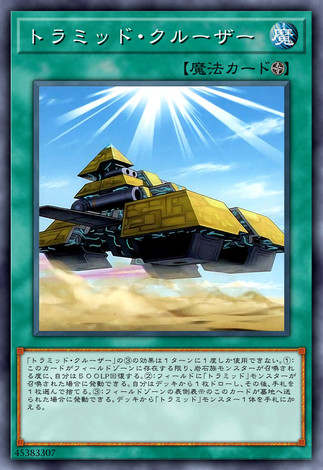 トラミッド・クルーザー
魔
【魔法カード】
「トラミッド・クルーザー」の③の効果は１ターンに１度しか使用できない。①：
このカードがフィールドゾーンに存在する限り、岩石族モンスターが召喚され
る度に、自分は５００LP回復する。②：フィールドに「トラミッド」モンスターが
召喚された場合に発動できる。自分はデッキから１枚ドローし、その後、手札を
１枚選んで捨てる。③：フィールドゾーンの表側表示のこのカードが墓地へ送
られた場合に発動できる。デッキから「トラミッド」モンスター１体を手札に加
える。
45383307